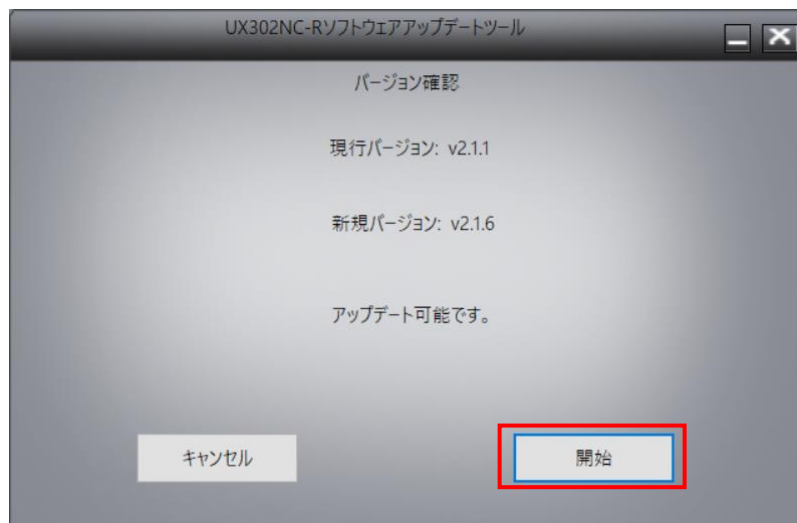 UX302NC-Rソフトウェアアップデートツール
バージョン確認
現行バージョン: v2.1.1
新規バージョン: v2.1.6
アップデート可能です。
キャンセル
開始